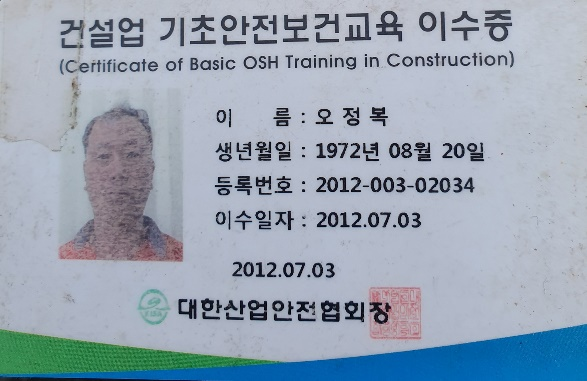 건설업 기초안전보건교육 이수증
(Certificate of Basic OSH Training in Construction)
이 름 : 오 정 복
생년월일 : 1972년 08월 20일
등록번호 : 2012-003-02034
이수일자 : 2012.07.03
2012.07.03
대한산업안전협회장